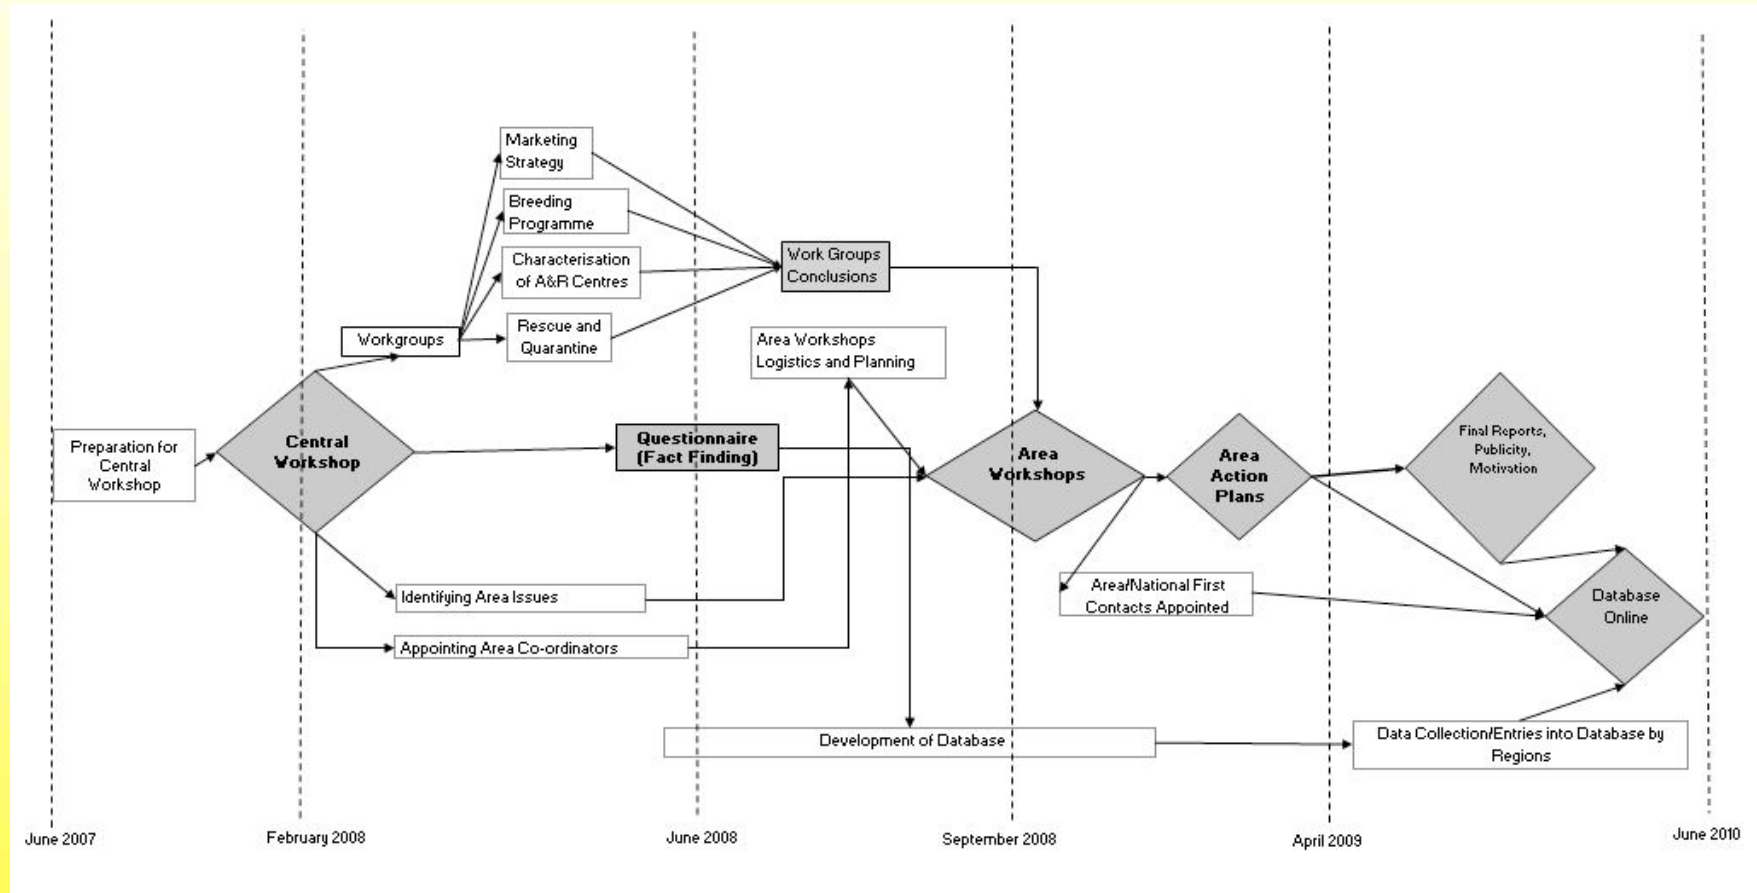 Marketing
Strategy
Breeding
Programme
Characterisation
of A&R Centres
Rescue and
Quarantine
Workgroups
Work Groups
Conclusions
Area Workshops
Logistics and Planning
Preparation for
Central
Workshop
Central
Workshop
Questionnaire
(Fact Finding)
Area
Workshops
Area
Action
Plans
Final Reports,
Publicity,
Motivation
Identifying Area Issues
Appointing Area Co-ordinators
Area/National First
Contacts Appointed
Database
Online
Development of Database
Data Collection/Entries into Database by
Regions
June 2007
February 2008
June 2008
September 2008
April 2009
June 2010